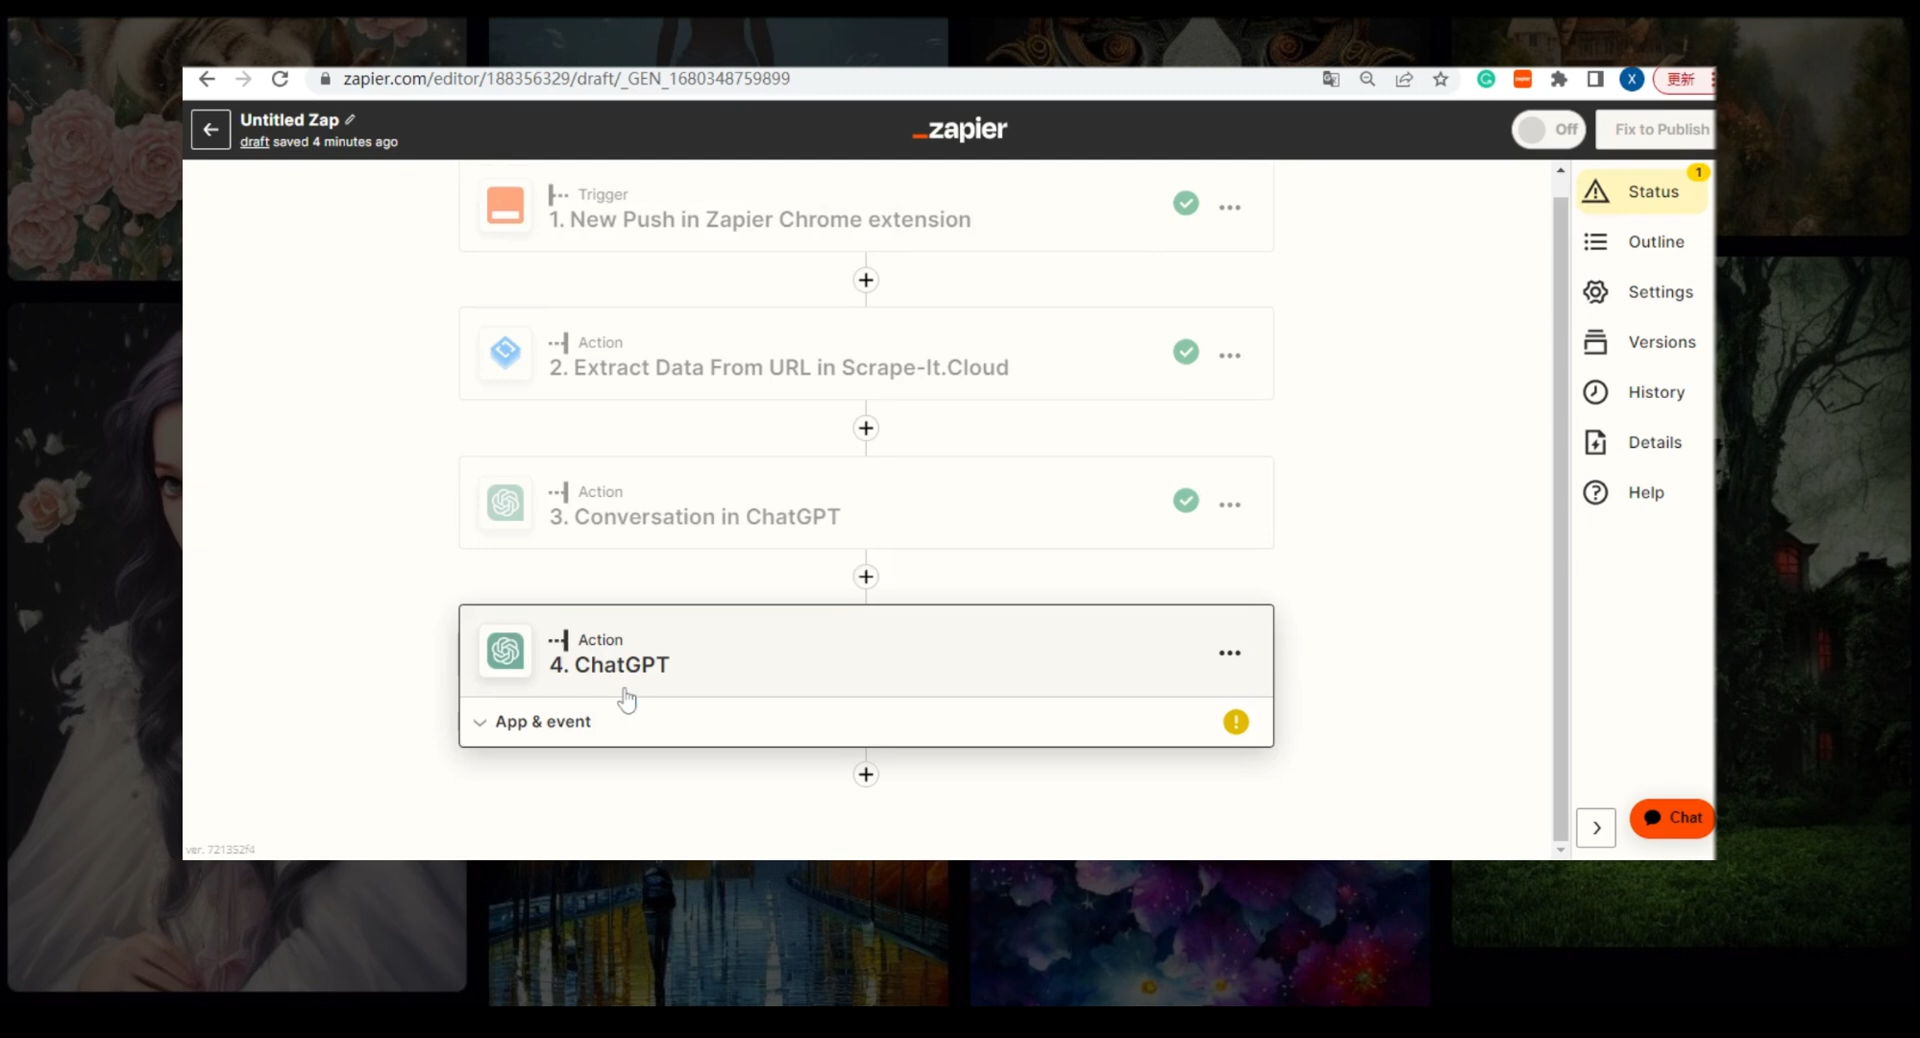 zapier.com/editor/188356329/draft/_GEN_1680348759899
X
更新
Untitled Zap
draft saved 4 minutes ago
_zapier
Off
Fix to Publish
Trigger
1. New Push in Zapier Chrome extension
Action
2. Extract Data From URL in Scrape-It.Cloud
Action
3. Conversation in ChatGPT
Action
4. ChatGPT
App & event
1
Status
Outline
Settings
Versions
History
Details
Help
Chat
ver. 721352f4